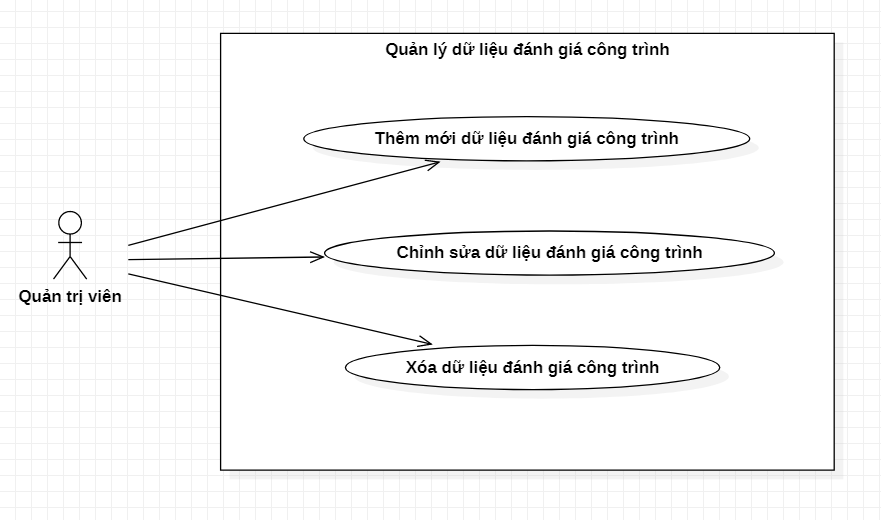 Quản lý dữ liệu đánh giá công trình
Thêm mới dữ liệu đánh giá công trình
Chỉnh sửa dữ liệu đánh giá công trình
Quản trị viên
Xóa dữ liệu đánh giá công trình